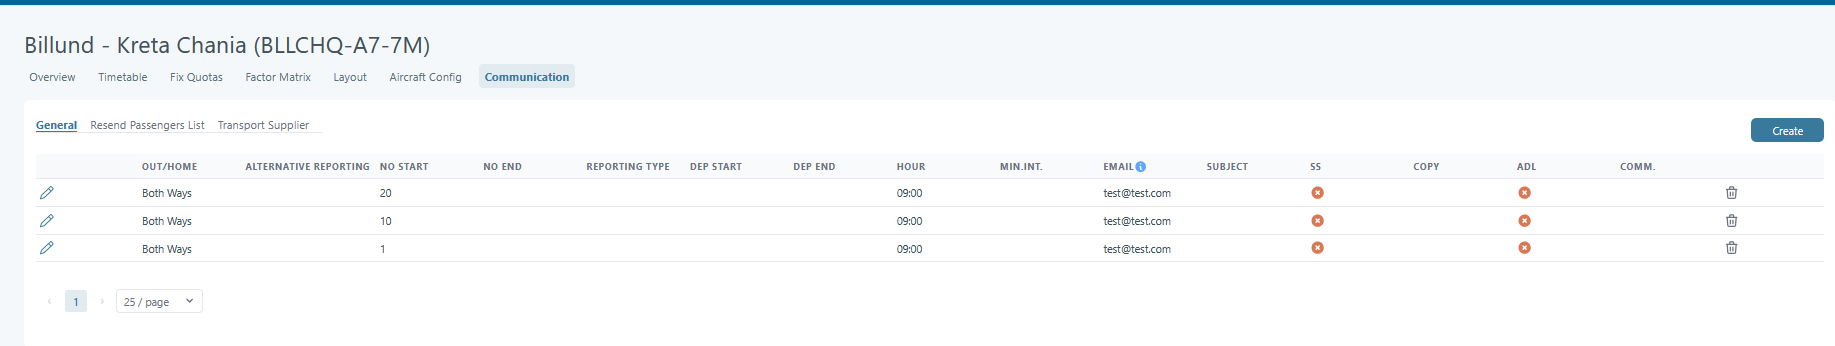 Billund - Kreta Chania (BLLCHQ-A7-7M)
Overview Timetable Fix Quotas Factor Matrix Layout Aircraft Config Communication
General Resend Passengers List Transport Supplier
Create
OUT/HOME ALTERNATIVE REPORTING NO START NO END REPORTING TYPE DEP START DEP END HOUR MIN.INT. EMAIL SUBJECT SS COPY ADL COMM.
Both Ways 20 09:00 test@test.com
Both Ways 10 09:00 test@test.com
Both Ways 1 09:00 test@test.com
1 25 / page